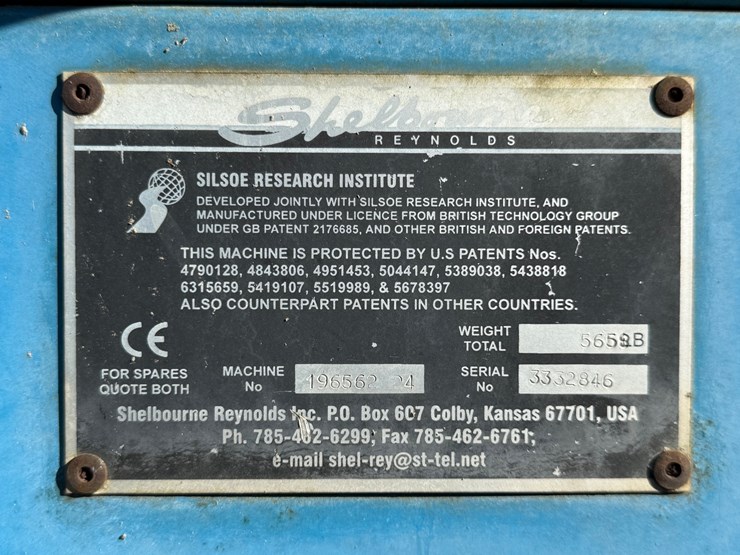 Shelbourne
REYNOLDS
SILSOE RESEARCH INSTITUTE
DEVELOPED JOINTLY WITH SILSOE RESEARCH INSTITUTE, AND
MANUFACTURED UNDER LICENCE FROM BRITISH TECHNOLOGY GROUP
UNDER GB PATENT 2176685, AND OTHER BRITISH AND FOREIGN PATENTS.
THIS MACHINE IS PROTECTED BY U.S PATENTS Nos.
4790128, 4843806, 4951453, 5044147, 5389038, 5438818
6315659, 5419107, 5519989, & 5678397
ALSO COUNTERPART PATENTS IN OTHER COUNTRIES.
CE
WEIGHT TOTAL
FOR SPARES QUOTE BOTH
MACHINE No
SERIAL No
Shelbourne Reynolds Inc. P.O. Box 607 Colby, Kansas 67701, USA
Ph. 785-462-6299, Fax 785-462-6761,
e-mail shel-rey@st-tel.net